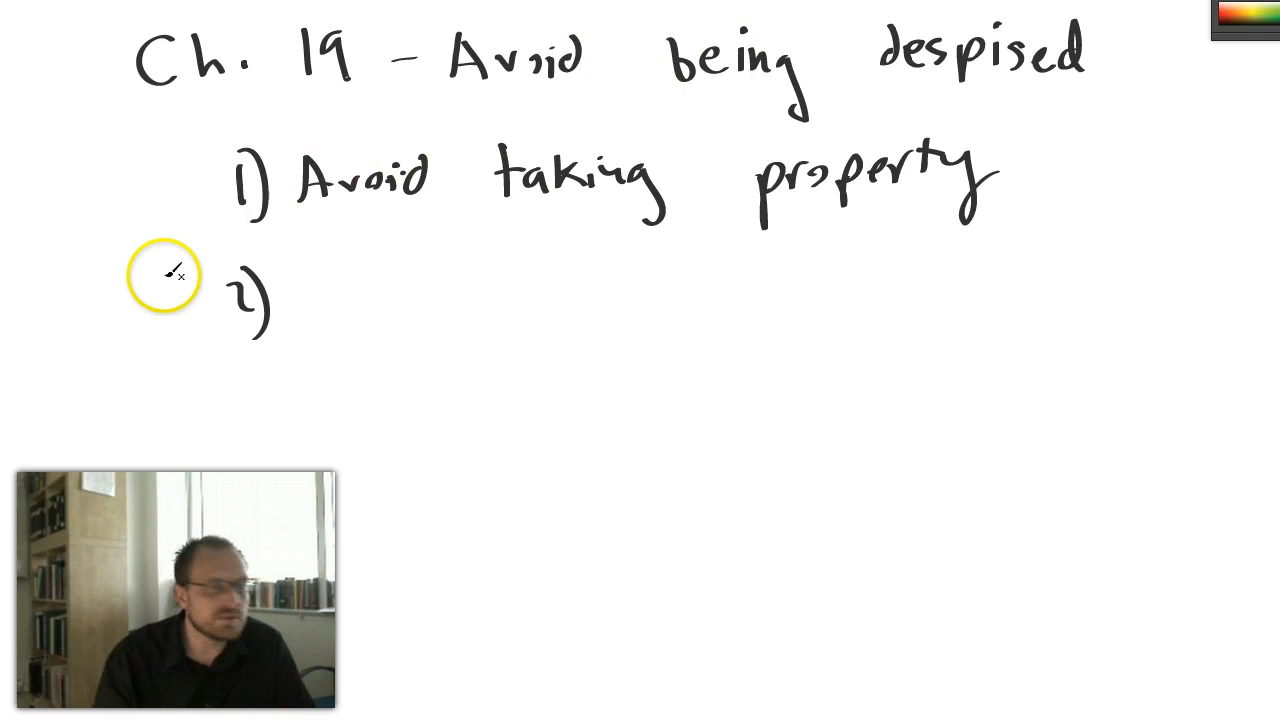 Ch. 19 - Avoid being despised
1) Avoid taking property
2)